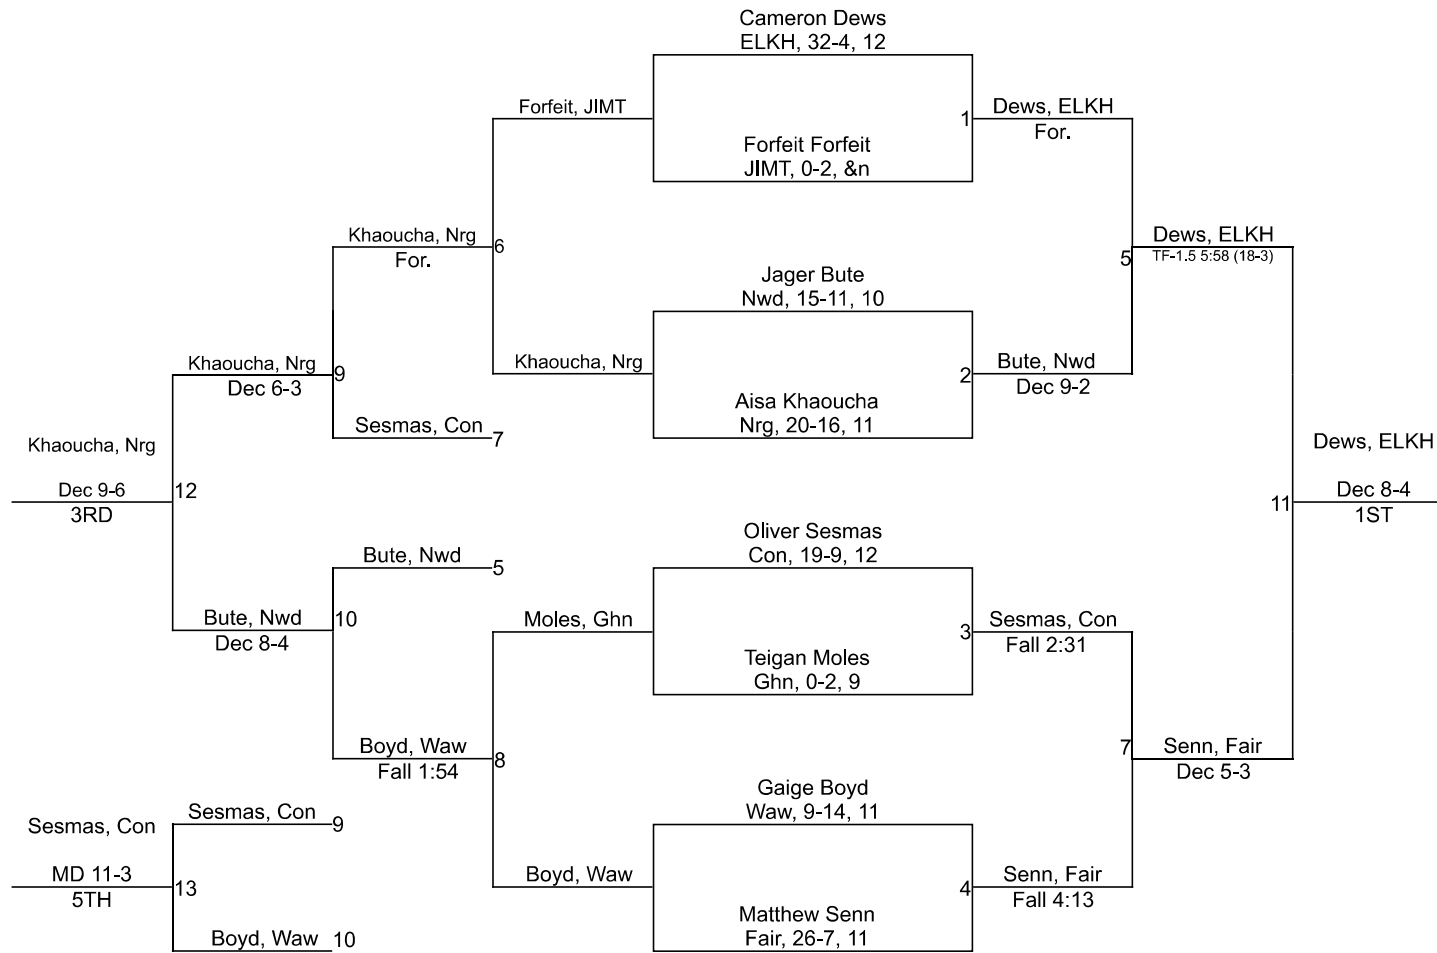 Cameron Dews
ELKH, 32-4, 12
Forfeit, JIMT
1
Dews, ELKH
For.
Forfeit Forfeit
JIMT, 0-2, &n
Khaoucha, Nrg
For.
6
Dews, ELKH
TF-1.5 5:58 (18-3)
5
Jager Bute
Nwd, 15-11, 10
Khaoucha, Nrg
Dec 6-3
9
Khaoucha, Nrg
2
Bute, Nwd
Dec 9-2
Aisa Khaoucha
Nrg, 20-16, 11
Sesmas, Con
7
Khaoucha, Nrg
Dec 9-6
3RD
12
Dews, ELKH
Dec 8-4
1ST
11
Oliver Sesmas
Con, 19-9, 12
Bute, Nwd
5
Bute, Nwd
Dec 8-4
10
Moles, Ghn
3
Sesmas, Con
Fall 2:31
Teigan Moles
Ghn, 0-2, 9
Boyd, Waw
Fall 1:54
8
7
Senn, Fair
Dec 5-3
Gaige Boyd
Waw, 9-14, 11
Sesmas, Con
9
Sesmas, Con
MD 11-3
5TH
13
Boyd, Waw
4
Senn, Fair
Fall 4:13
Matthew Senn
Fair, 26-7, 11
Boyd, Waw
10